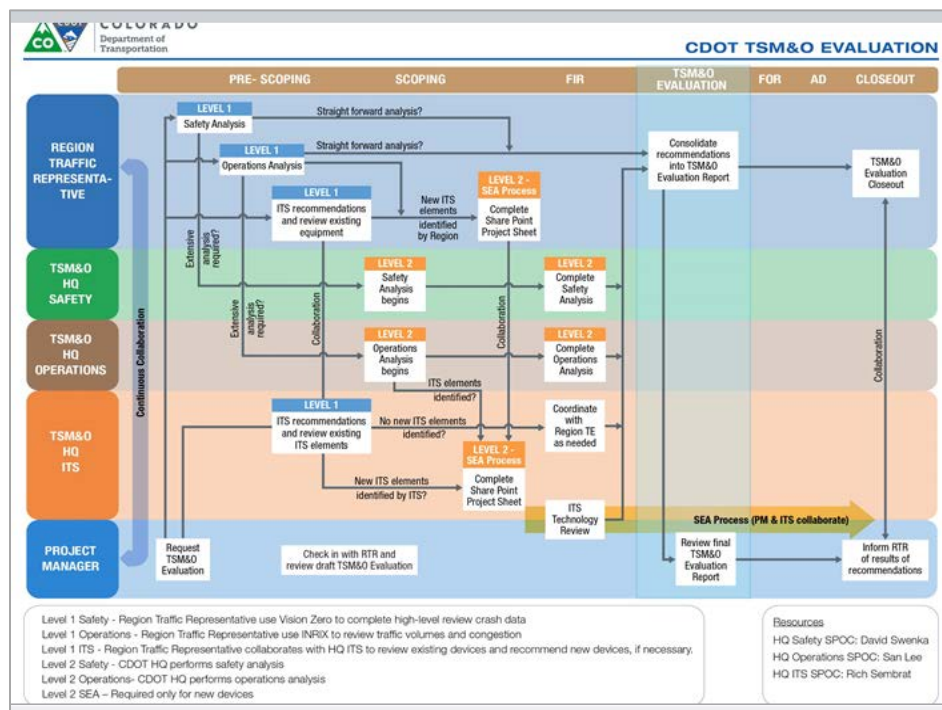 COLORADO
Department of
Transportation
CO
CDOT
CDOT TSM&O EVALUATION
PRE- SCOPING
SCOPING
FIR
TSM&O
EVALUATION
FOR
AD
CLOSEOUT
REGION
TRAFFIC
REPRESENTA-
TIVE
LEVEL 1
Safety Analysis
Straight forward analysis?
LEVEL 1
Operations Analysis
Straight forward analysis?
LEVEL 1
ITS recommendations
and review existing
equipment
New ITS
elements
identified
by Region
LEVEL 2 -
SEA Process
Complete
Share Point
Project Sheet
Consolidate
recommendations
into TSM&O
Evaluation Report
TSM&O
Evaluation
Closeout
Extensive
analysis
required?
TSM&O
HQ
SAFETY
LEVEL 2
Safety
Analysis
begins
LEVEL 2
Complete
Safety
Analysis
Extensive
analysis
required?
Collaboration
Collaboration
Collaboration
Continuous Collaboration
TSM&O
HQ
OPERATIONS
LEVEL 2
Operations
Analysis
begins
LEVEL 2
Complete
Operations
Analysis
ITS elements
identified?
TSM&O
HQ
ITS
LEVEL 1
ITS recommendations
and review existing
ITS elements
No new ITS elements
identified?
Coordinate
with
Region TE
as needed
LEVEL 2 -
SEA Process
Complete
Share Point
Project Sheet
New ITS elements
identified by ITS?
ITS
Technology
Review
SEA Process (PM & ITS collaborate)
PROJECT
MANAGER
Request
TSM&O
Evaluation
Check in with RTR and
review draft TSM&O Evaluation
Review final
TSM&O
Evaluation
Report
Inform RTR
of results of
recommendations
Level 1 Safety - Region Traffic Representative use Vision Zero to complete high-level review crash data
Level 1 Operations - Region Traffic Representative use INRIX to review traffic volumes and congestion
Level 1 ITS - Region Traffic Representative collaborates with HQ ITS to review existing devices and recommend new devices, if necessary.
Level 2 Safety - CDOT HQ performs safety analysis
Level 2 Operations- CDOT HQ performs operations analysis
Level 2 SEA – Required only for new devices
Resources
HQ Safety SPOC: David Swenka
HQ Operations SPOC: San Lee
HQ ITS SPOC: Rich Sembrat